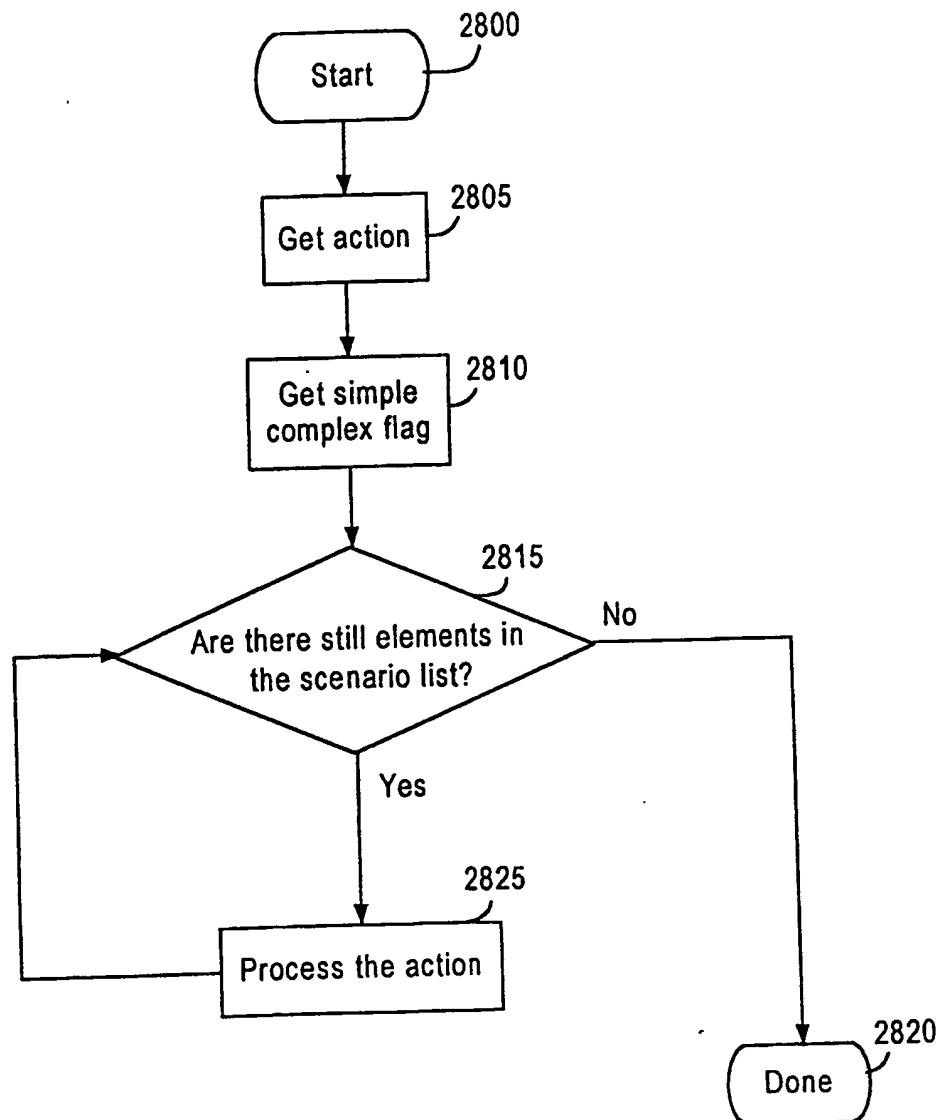 2800
Start
2805
Get action
2810
Get simple
complex flag
2815
Are there still elements in
the scenario list?
No
Yes
2825
Process the action
2820
Done